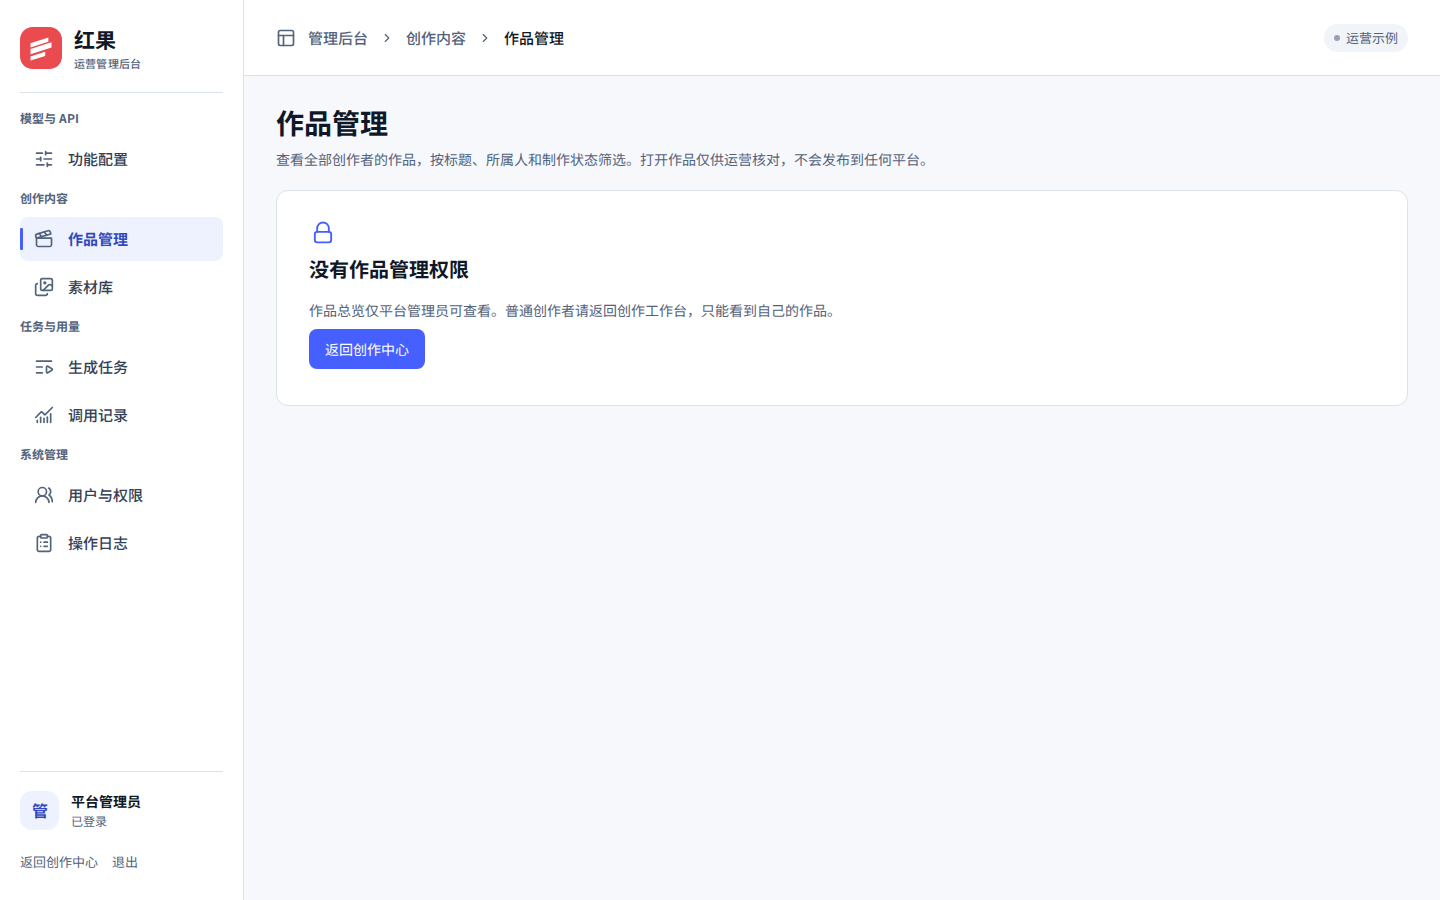 红果
运营管理后台
模型与 API
功能配置
创作内容
作品管理
素材库
任务与用量
生成任务
调用记录
系统管理
用户与权限
操作日志
管
平台管理员
已登录
返回创作中心 退出
管理后台 > 创作内容 > 作品管理
运营示例
作品管理
查看全部创作者的作品，按标题、所属人和制作状态筛选。打开作品仅供运营核对，不会发布到任何平台。
没有作品管理权限
作品总览仅平台管理员可查看。普通创作者请返回创作工作台，只能看到自己的作品。
返回创作中心